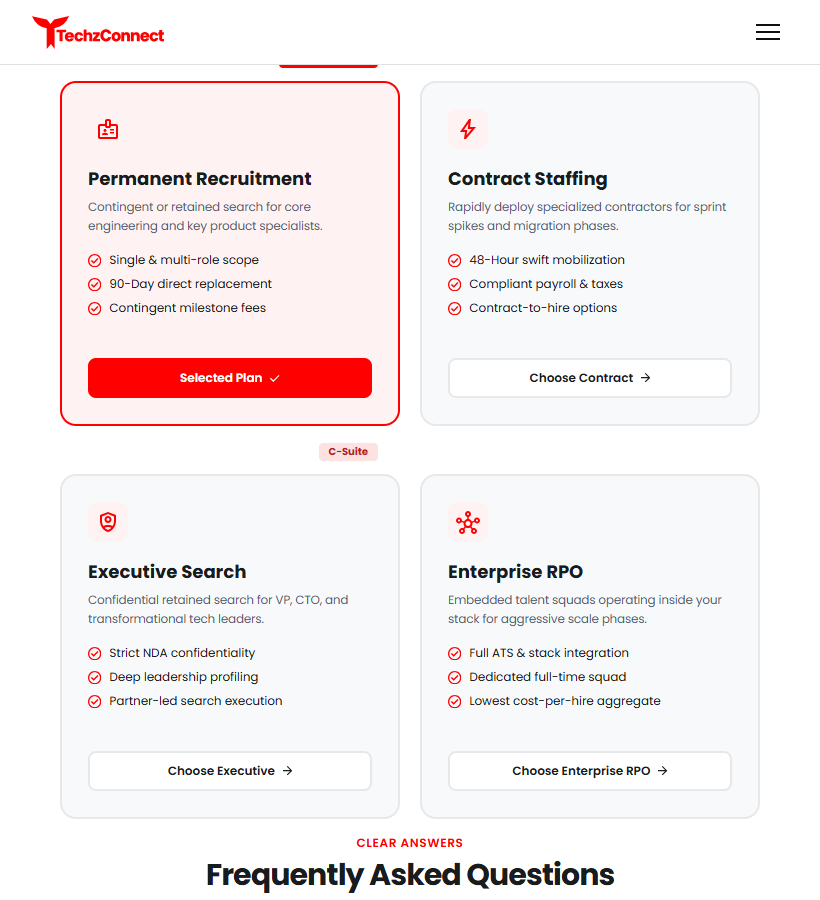 TechzConnect
Permanent Recruitment
Contingent or retained search for core
engineering and key product specialists.
Single & multi-role scope
90-Day direct replacement
Contingent milestone fees
Selected Plan
Contract Staffing
Rapidly deploy specialized contractors for sprint
spikes and migration phases.
48-Hour swift mobilization
Compliant payroll & taxes
Contract-to-hire options
Choose Contract →
C-Suite
Executive Search
Confidential retained search for VP, CTO, and
transformational tech leaders.
Strict NDA confidentiality
Deep leadership profiling
Partner-led search execution
Choose Executive →
Enterprise RPO
Embedded talent squads operating inside your
stack for aggressive scale phases.
Full ATS & stack integration
Dedicated full-time squad
Lowest cost-per-hire aggregate
Choose Enterprise RPO →
CLEAR ANSWERS
Frequently Asked Questions